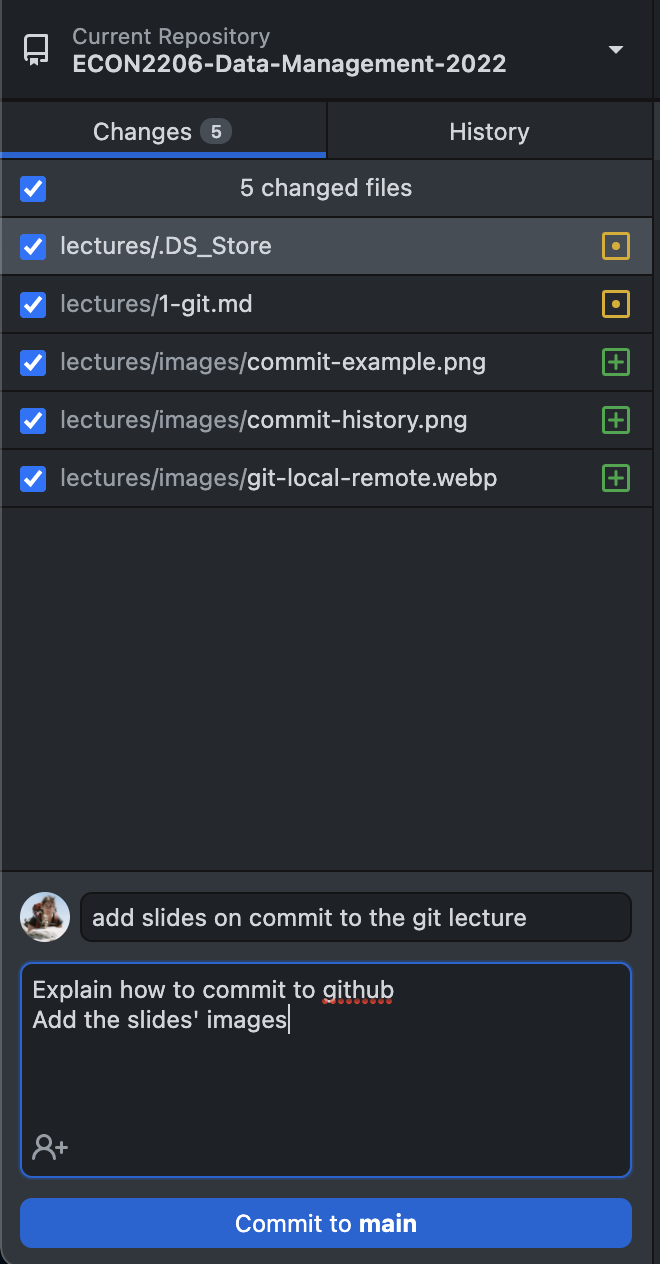 Current Repository
ECON2206-Data-Management-2022
Changes 5
History
5 changed files
lectures/.DS_Store
lectures/1-git.md
lectures/images/commit-example.png
lectures/images/commit-history.png
lectures/images/git-local-remote.webp
add slides on commit to the git lecture
Explain how to commit to github
Add the slides' images
Commit to main